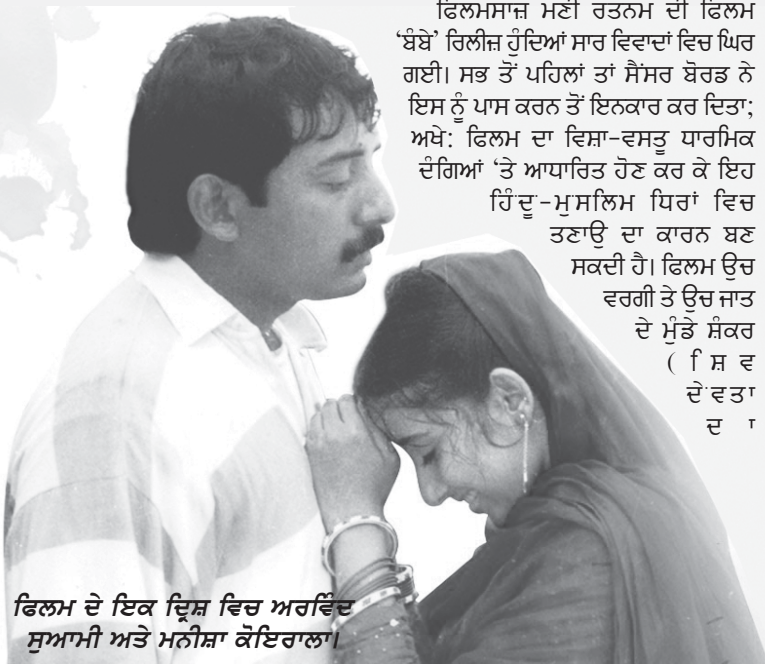 ਫਿਲਮਸਾਜ਼ ਮਣੀ ਰਤਨਮ ਦੀ ਫਿਲਮ
‘ਬੰਬੇ’ ਰਿਲੀਜ਼ ਹੁੰਦਿਆਂ ਸਾਰ ਵਿਵਾਦਾਂ ਵਿਚ ਘਿਰ
ਗਈ। ਸਭ ਤੋਂ ਪਹਿਲਾਂ ਤਾਂ ਸੈਂਸਰ ਬੋਰਡ ਨੇ
ਇਸ ਨੂੰ ਪਾਸ ਕਰਨ ਤੋਂ ਇਨਕਾਰ ਕਰ ਦਿਤਾ;
ਅਖੇ: ਫਿਲਮ ਦਾ ਵਿਸ਼ਾ-ਵਸਤੂ ਧਾਰਮਿਕ
ਦੰਗਿਆਂ ‘ਤੇ ਆਧਾਰਿਤ ਹੋਣ ਕਰ ਕੇ ਇਹ
ਹਿੰਦੂ-ਮੁਸਲਿਮ ਧਿਰਾਂ ਵਿਚ
ਤਣਾਉ ਦਾ ਕਾਰਨ ਬਣ
ਸਕਦੀ ਹੈ। ਫਿਲਮ ਉਚ
ਵਰਗੀ ਤੇ ਉਚ ਜਾਤ
ਦੇ ਮੁੰਡੇ ਸ਼ੰਕਰ
(ਸ਼ਿਵ
ਦੇਵਤਾ
ਦਾ
ਫਿਲਮ ਦੇ ਇਕ ਦ੍ਰਿਸ਼ ਵਿਚ ਅਰਵਿੰਦ
ਸੁਆਮੀ ਅਤੇ ਮਨੀਸ਼ਾ ਕੋਇਰਾਲਾ।